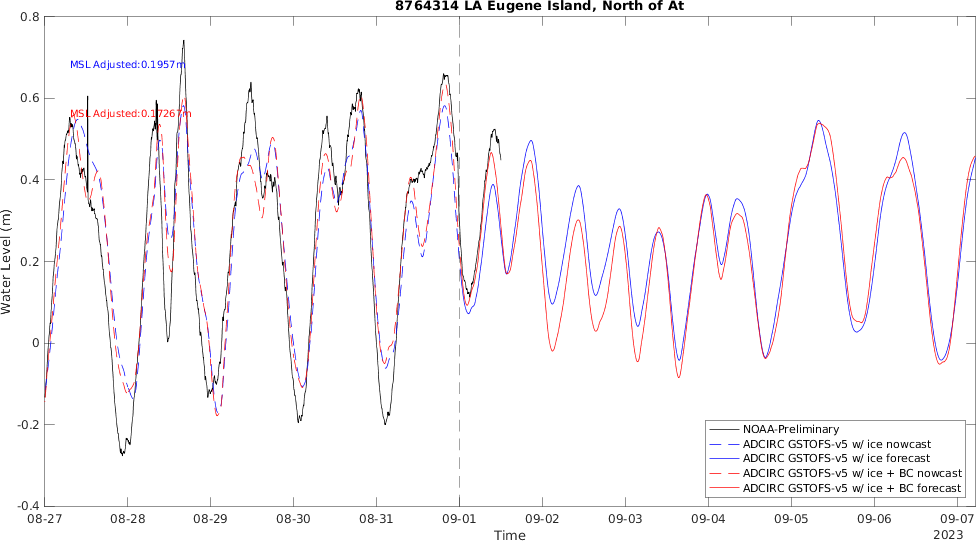 8764314 LA Eugene Island, North of At
0.8
MSL Adjusted:0.1957m
0.6
MSL Adjusted:0.17267m
0.4
0.2
0
-0.2
-0.4
Water Level (m)
NOAA-Preliminary
ADCIRC GSTOFS-v5 w/ ice nowcast
ADCIRC GSTOFS-v5 w/ ice forecast
ADCIRC GSTOFS-v5 w/ ice + BC nowcast
ADCIRC GSTOFS-v5 w/ ice + BC forecast
08-27 08-28 08-29 08-30 08-31 09-01 09-02 09-03 09-04 09-05 09-06 09-07
Time
2023